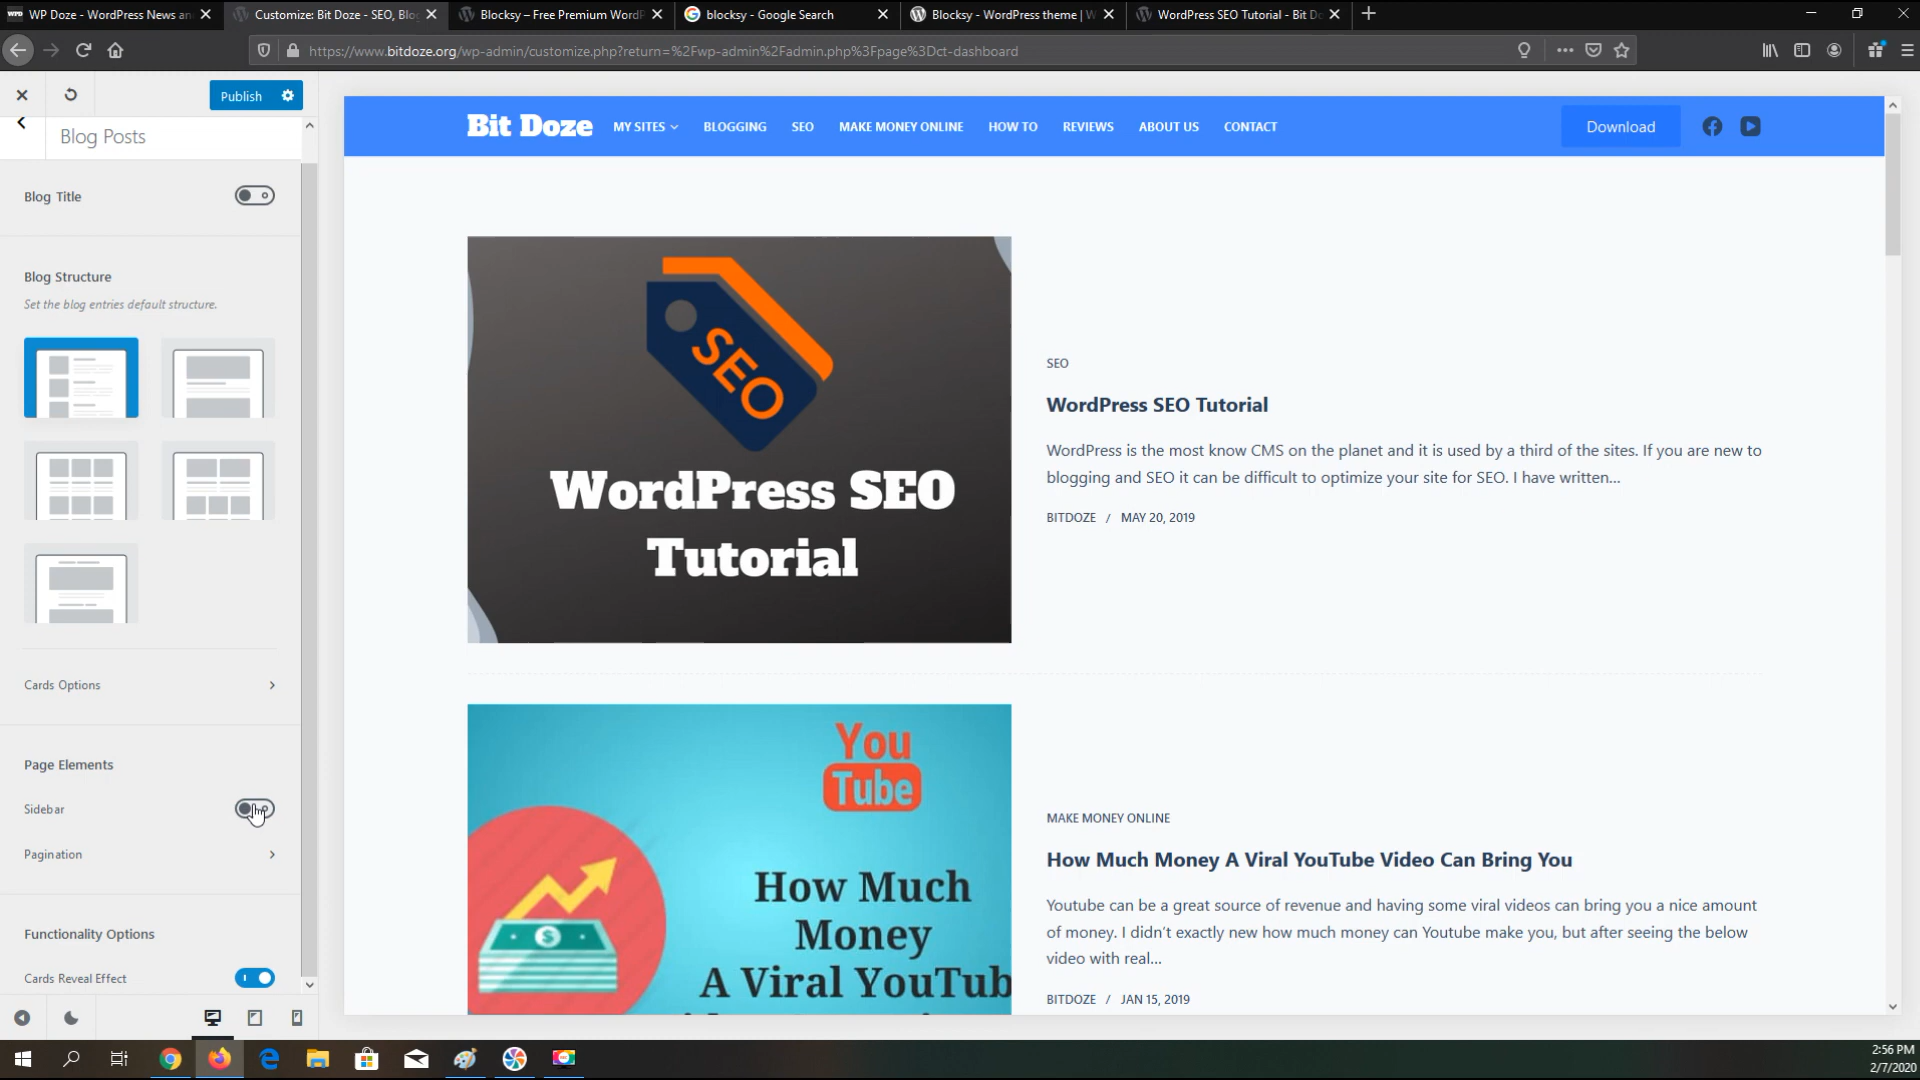 WP Doze - WordPress News an
Customize: Bit Doze - SEO, Blog
Blocksy – Free Premium WordP
blocksy - Google Search
Blocksy - WordPress theme | W
WordPress SEO Tutorial - Bit Do
https://www.bitdoze.org/wp-admin/customize.php?return=%2Fwp-admin%2Fadmin.php%3Fpage%3Dct-dashboard
Publish
Blog Posts
Blog Title
Blog Structure
Set the blog entries default structure.
Cards Options
Page Elements
Sidebar
Pagination
Functionality Options
Cards Reveal Effect
Bit Doze
MY SITES
BLOGGING
SEO
MAKE MONEY ONLINE
HOW TO
REVIEWS
ABOUT US
CONTACT
Download
SEO
WordPress SEO
Tutorial
SEO
WordPress SEO Tutorial
WordPress is the most know CMS on the planet and it is used by a third of the sites. If you are new to
blogging and SEO it can be difficult to optimize your site for SEO. I have written...
BITDOZE / MAY 20, 2019
You
Tube
How Much
Money
A Viral YouTub
MAKE MONEY ONLINE
How Much Money A Viral YouTube Video Can Bring You
Youtube can be a great source of revenue and having some viral videos can bring you a nice amount
of money. I didn't exactly new how much money can Youtube make you, but after seeing the below
video with real...
BITDOZE / JAN 15, 2019
2:56 PM
2/7/2020